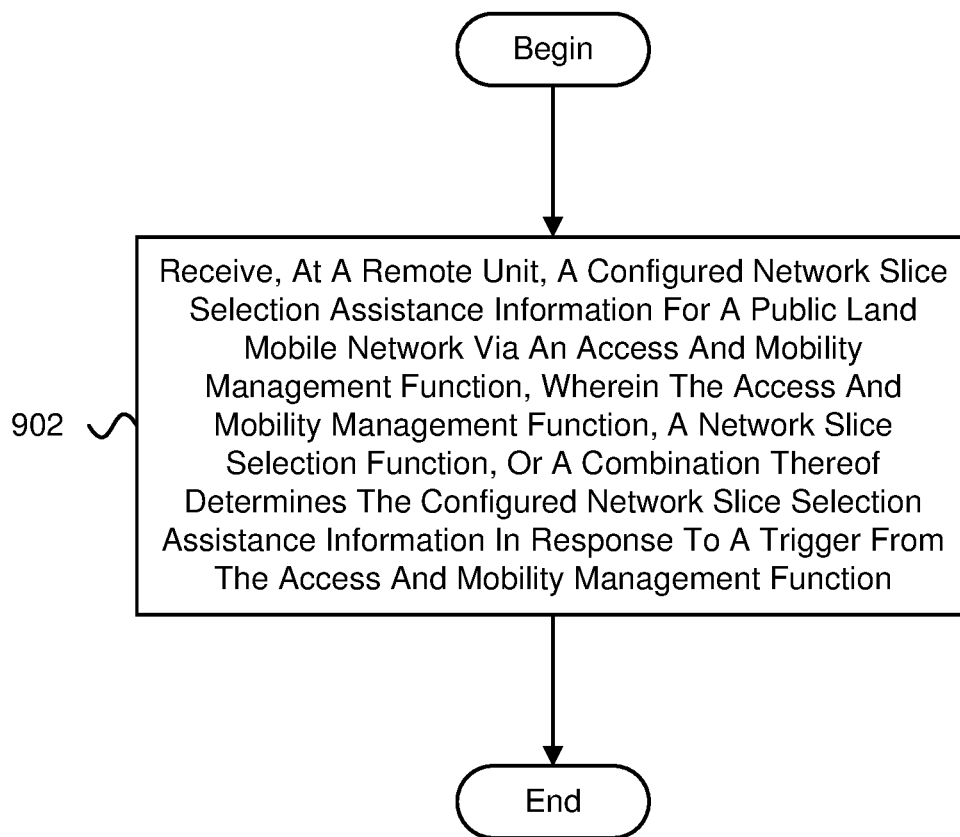 Begin
Receive, At A Remote Unit, A Configured Network Slice
Selection Assistance Information For A Public Land
Mobile Network Via An Access And Mobility
Management Function, Wherein The Access And
Mobility Management Function, A Network Slice
Selection Function, Or A Combination Thereof
Determines The Configured Network Slice Selection
Assistance Information In Response To A Trigger From
The Access And Mobility Management Function
902
End